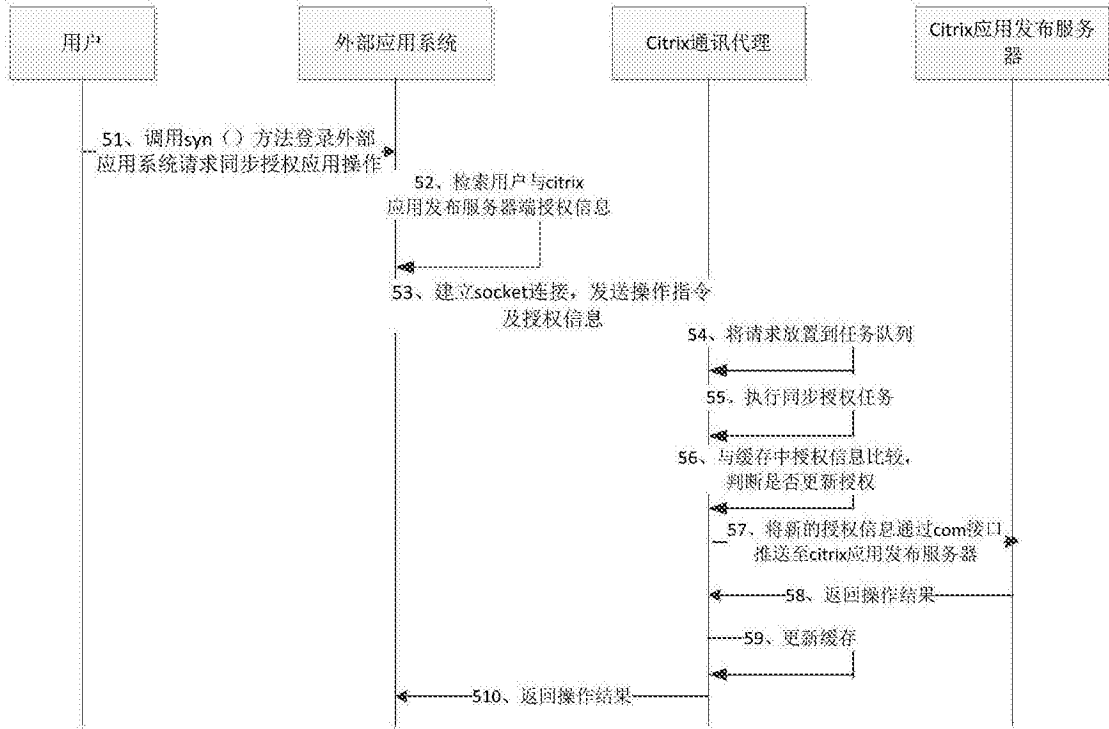 用户
外部应用系统
Citrix通讯代理
Citrix应用发布服务
器
51、调用syn（）方法登录外部
应用系统请求同步授权应用操作
52、检索用户与citrix
应用发布服务器端授权信息
53、建立socket连接，发送操作指令
及授权信息
54、将请求放置到任务队列
55、执行同步授权任务
56、与缓存中授权信息比较，
判断是否更新授权
57、将新的授权信息通过com接口
推送至citrix应用发布服务器
58、返回操作结果
59、更新缓存
510、返回操作结果